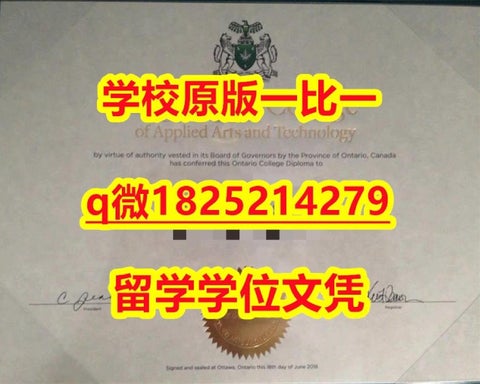 学校原版一比一
of Applied Arts and Technology
by virtue of authority vested in its Board of Governors by the Province of Ontario, Canada
has conferred this Ontario College Diploma to
q微1825214279
留学学位文凭
President
Registrar
Signed and sealed at Ottawa, Ontario this 18th day of June 2018